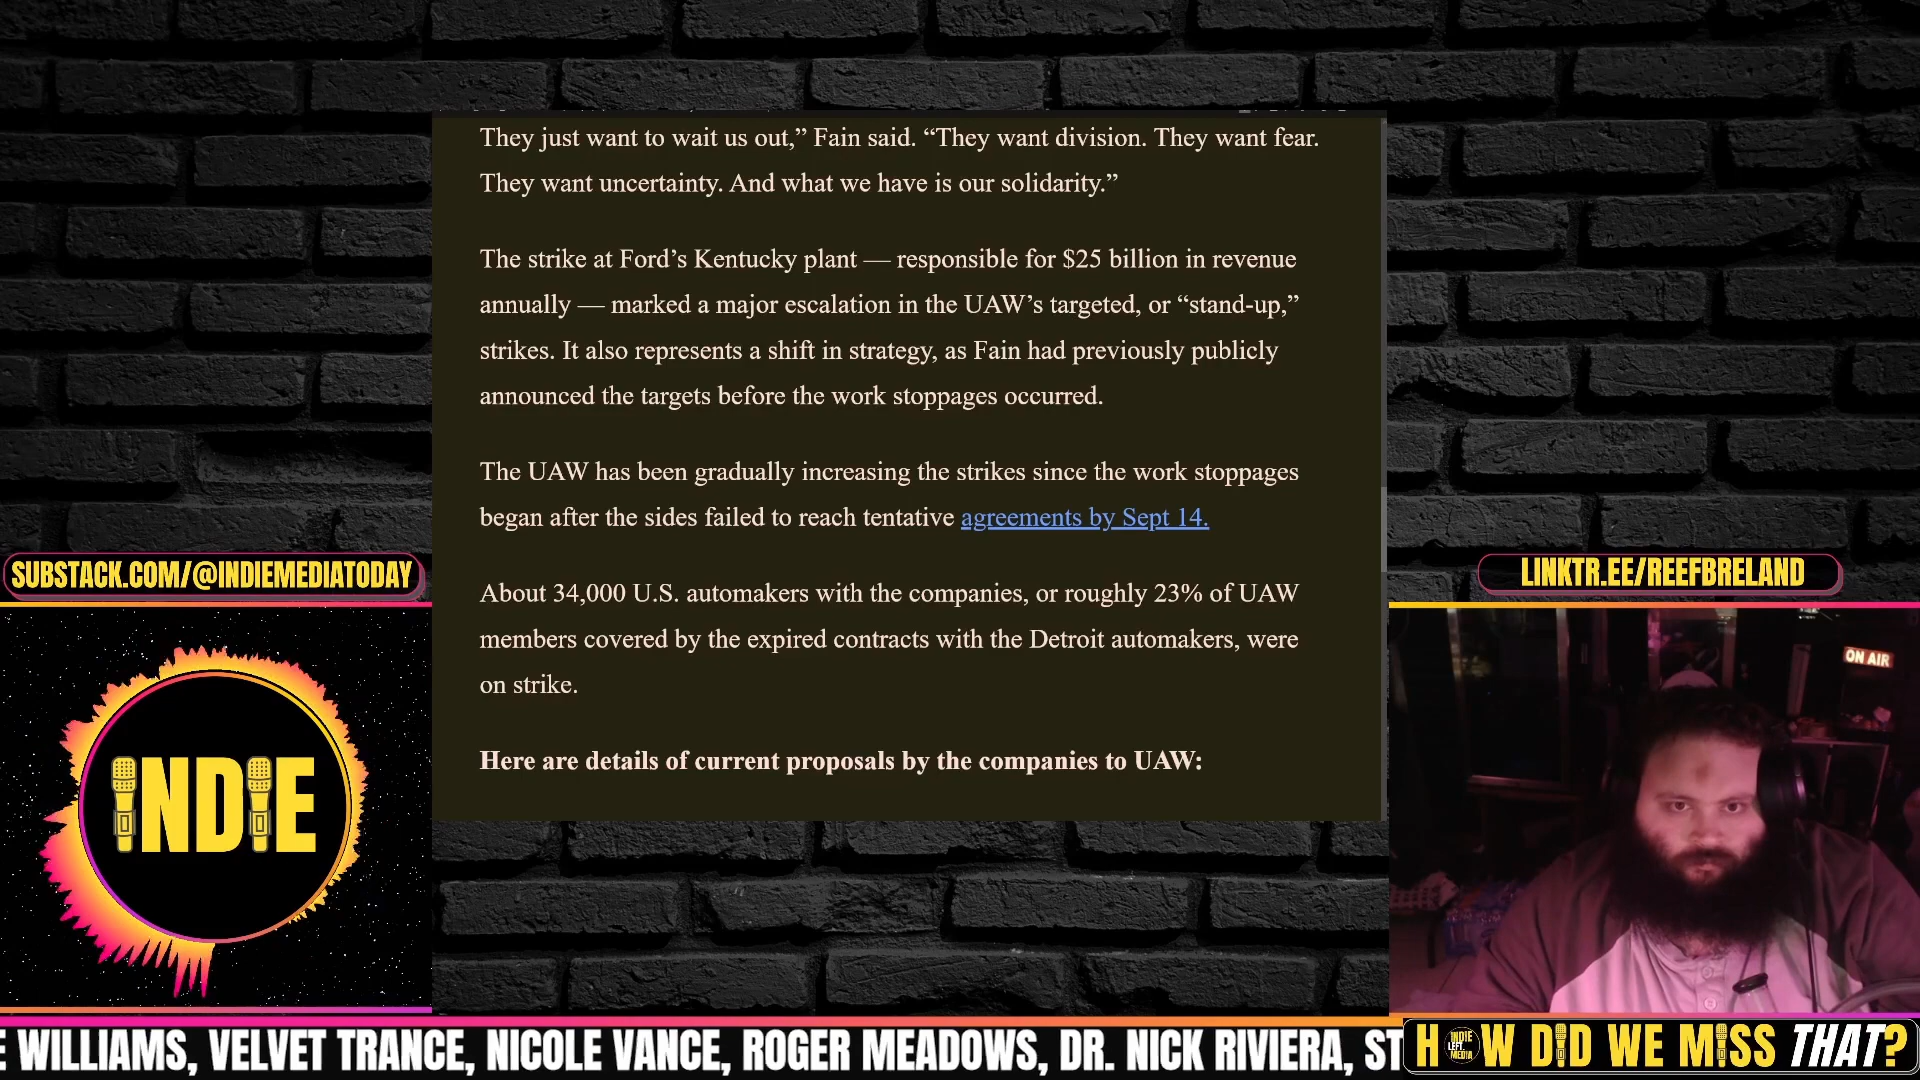 They just want to wait us out,” Fain said. “They want division. They want fear.
They want uncertainty. And what we have is our solidarity.”
The strike at Ford’s Kentucky plant — responsible for $25 billion in revenue
annually — marked a major escalation in the UAW’s targeted, or “stand-up,”
strikes. It also represents a shift in strategy, as Fain had previously publicly
announced the targets before the work stoppages occurred.
The UAW has been gradually increasing the strikes since the work stoppages
began after the sides failed to reach tentative agreements by Sept 14.
About 34,000 U.S. automakers with the companies, or roughly 23% of UAW
members covered by the expired contracts with the Detroit automakers, were
on strike.
Here are details of current proposals by the companies to UAW:
SUBSTACK.COM/@INDIEMEDIATODAY
LINKTR.EE/REEFBRELAND
ON AIR
INDIE
E WILLIAMS, VELVET TRANCE, NICOLE VANCE, ROGER MEADOWS, DR. NICK RIVIERA, ST
HOW DID WE MISS THAT?
INDIE
LEFT
MEDIA